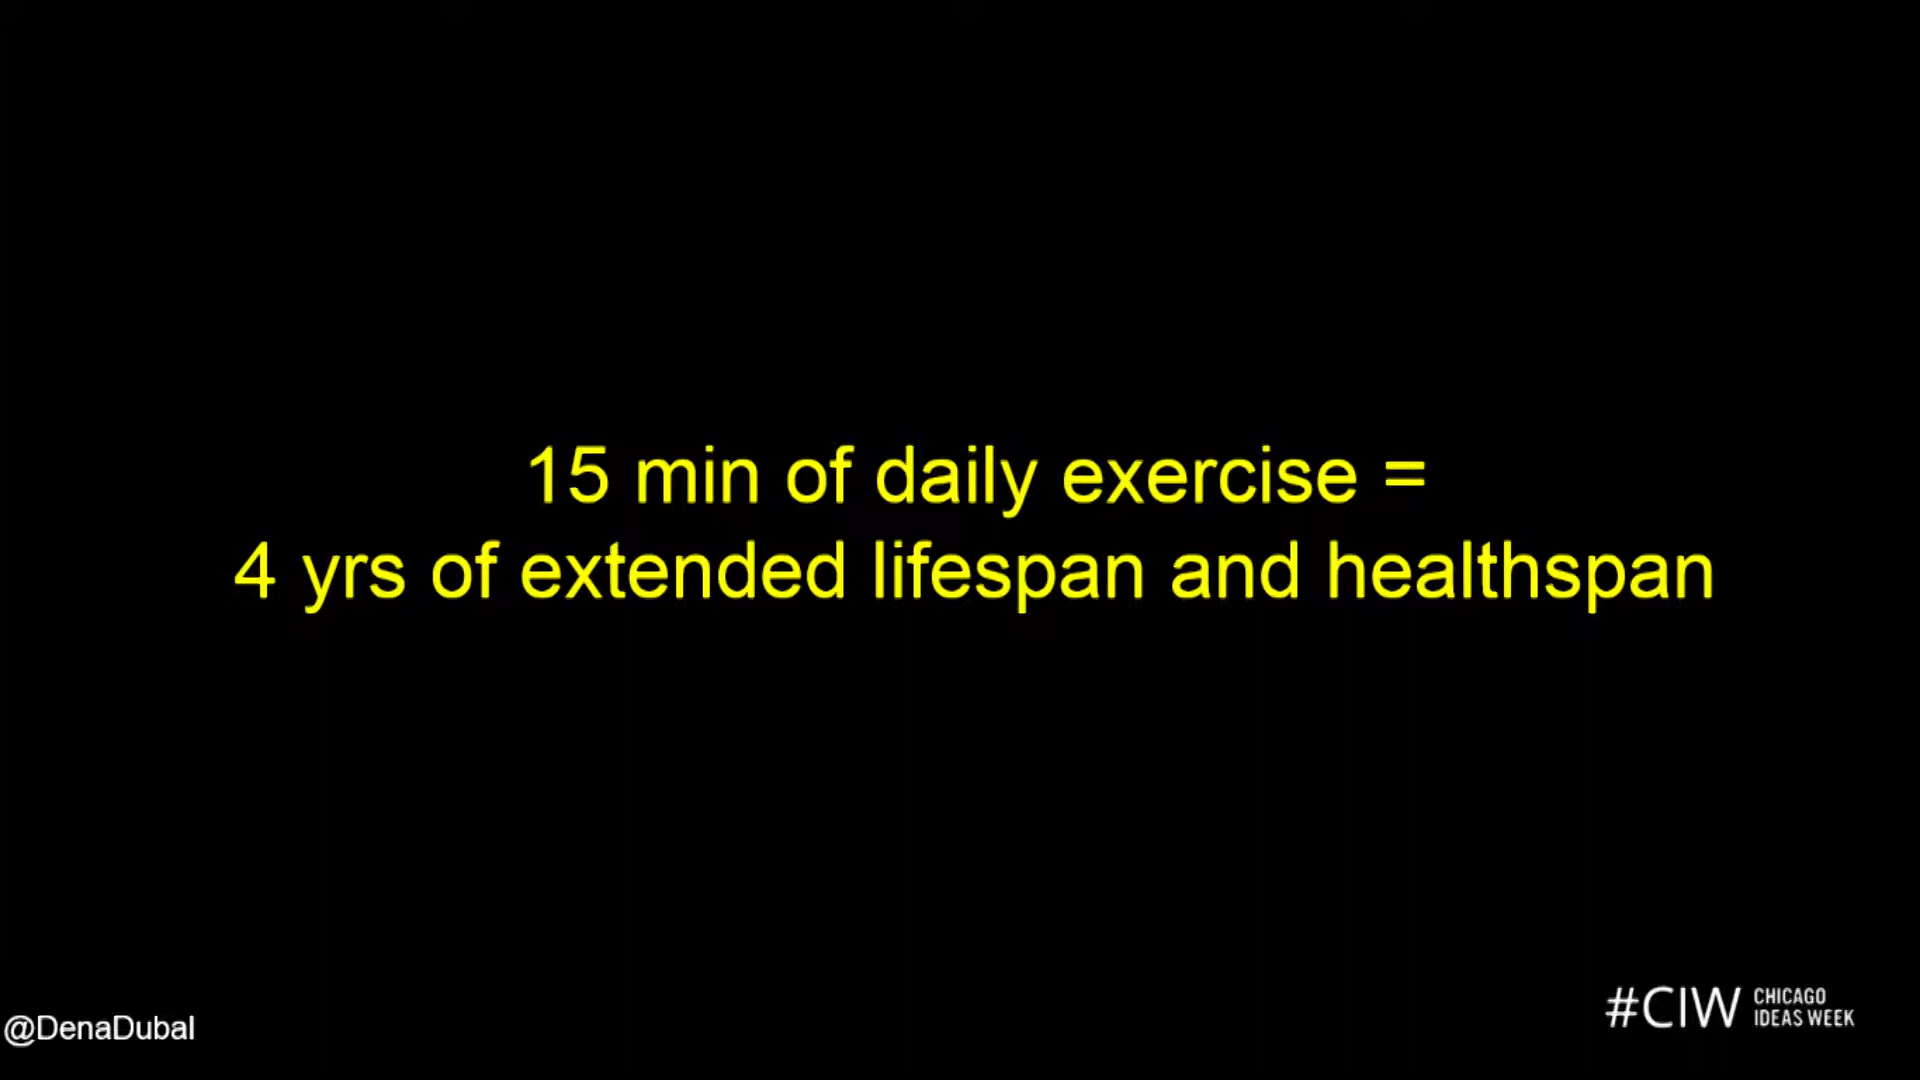 15 min of daily exercise =
4 yrs of extended lifespan and healthspan
@DenaDubal
#CIW CHICAGO
IDEAS WEEK